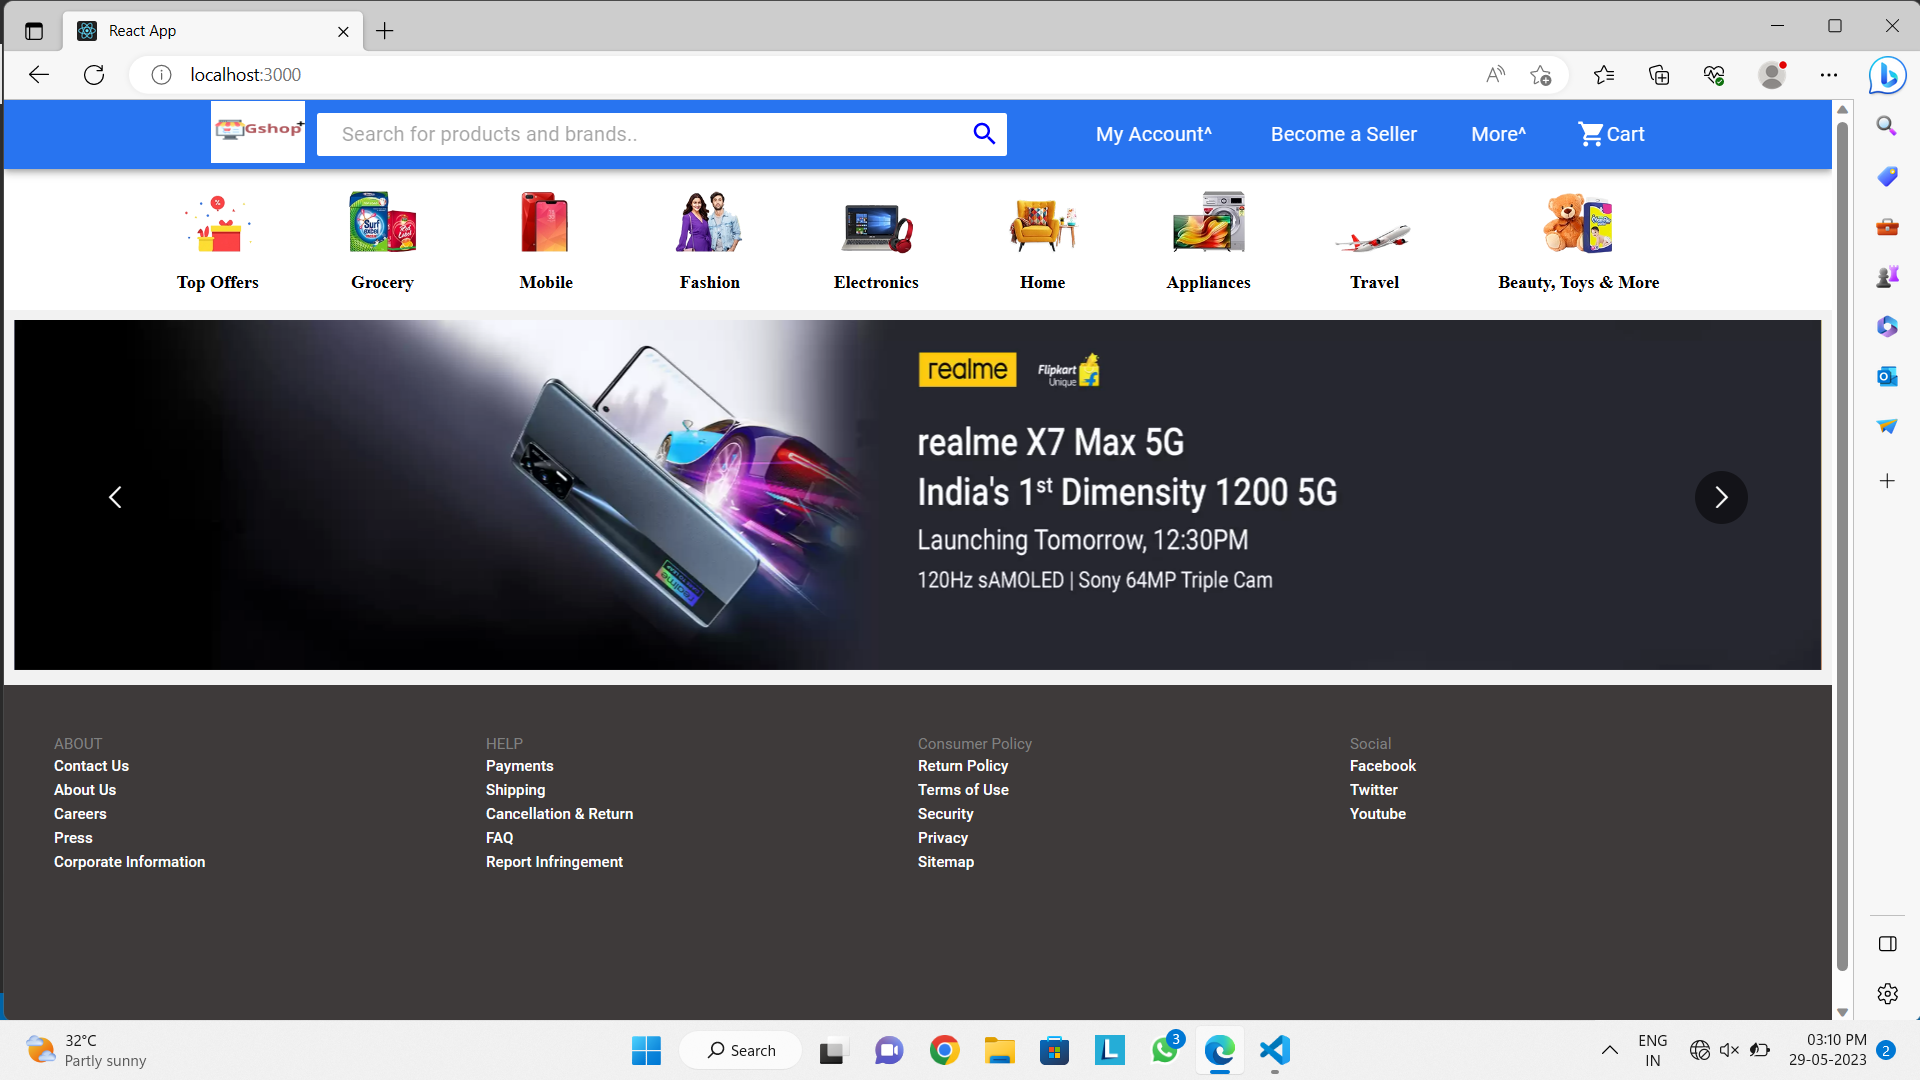 React App
localhost:3000
Gshop+
Search for products and brands..
My Account^
Become a Seller
More^
Cart
Top Offers
Grocery
Mobile
Fashion
Electronics
Home
Appliances
Travel
Beauty, Toys & More
Surf excel
realme
Flipkart
Unique
realme X7 Max 5G
India's 1st Dimensity 1200 5G
Launching Tomorrow, 12:30PM
120Hz sAMOLED | Sony 64MP Triple Cam
realme
ABOUT
Contact Us
About Us
Careers
Press
Corporate Information
HELP
Payments
Shipping
Cancellation & Return
FAQ
Report Infringement
Consumer Policy
Return Policy
Terms of Use
Security
Privacy
Sitemap
Social
Facebook
Twitter
Youtube
32°C
Partly sunny
Search
3
ENG
IN
03:10 PM
29-05-2023
2